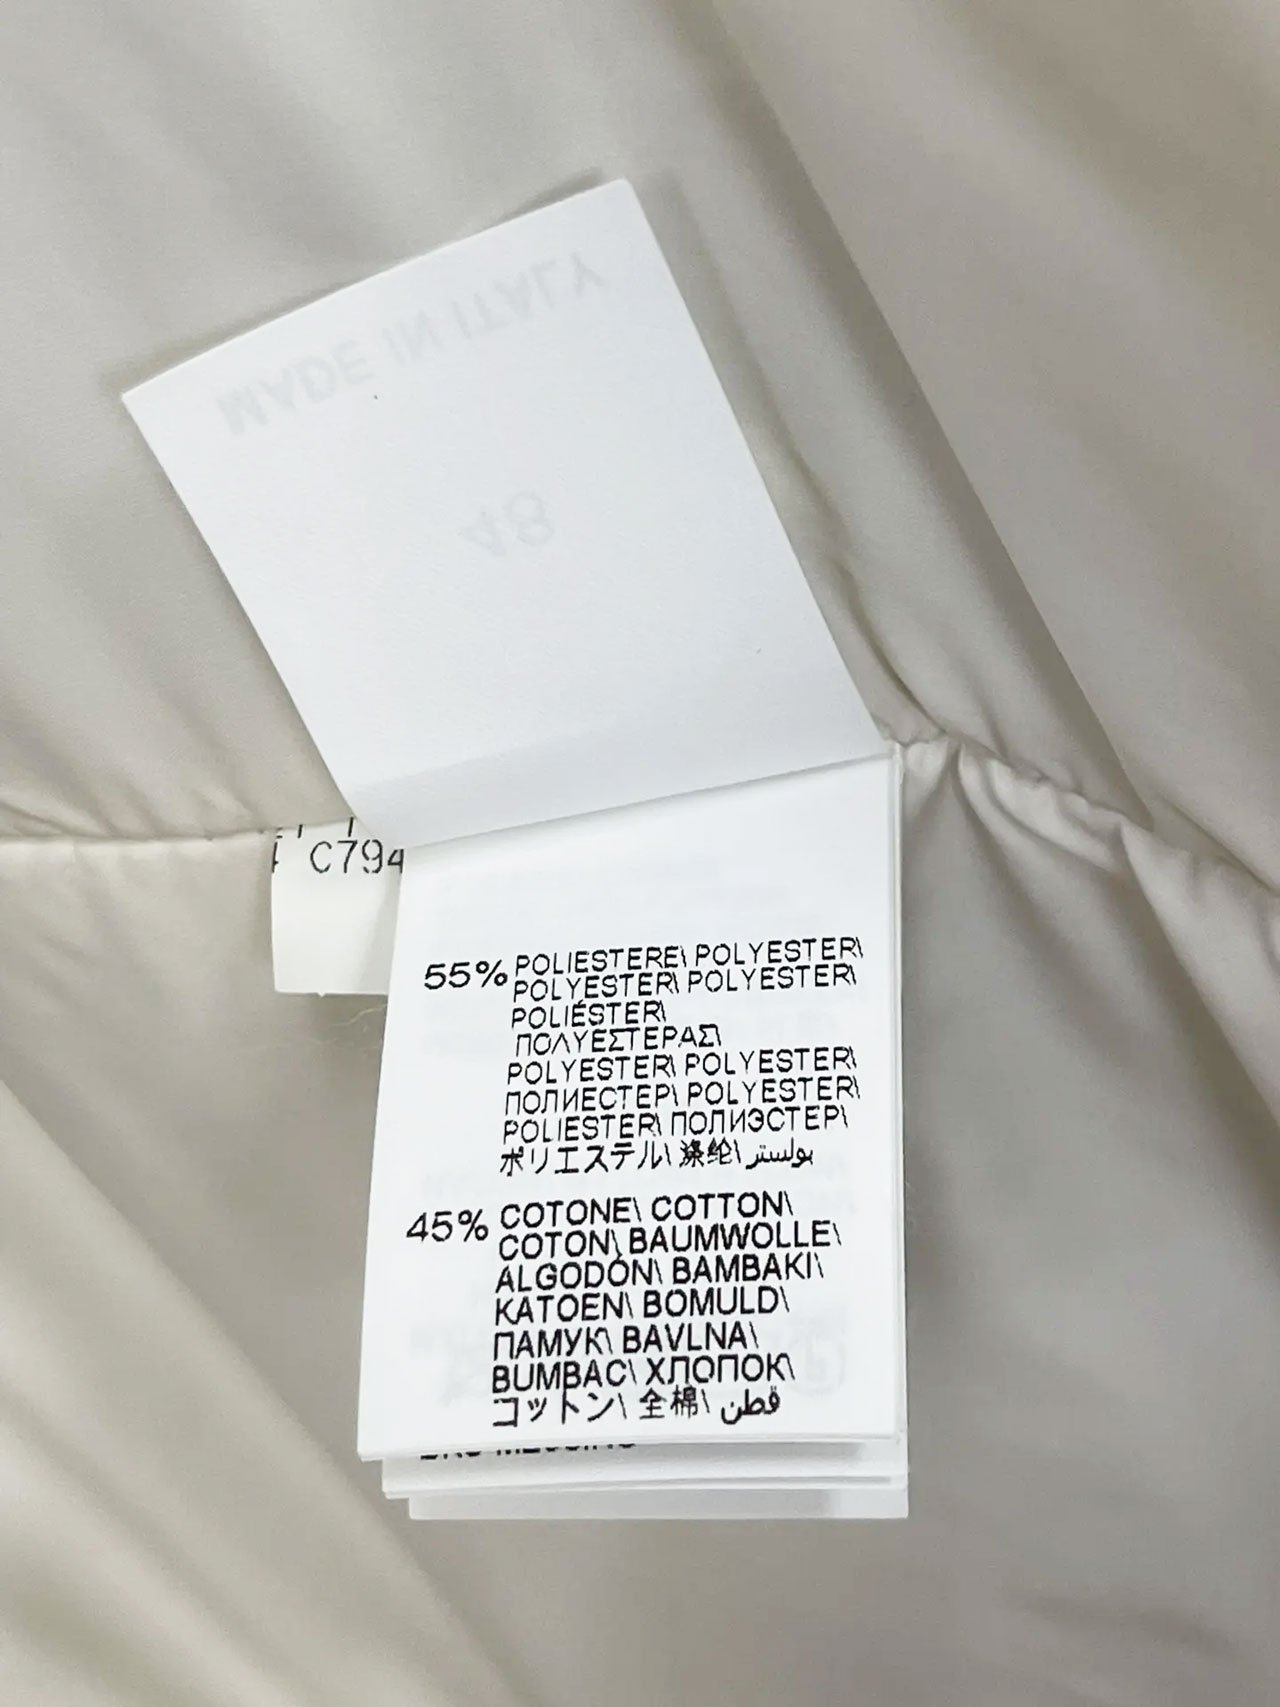 MADE IN ITALY
48
C794
55% POLIESTERE\ POLYESTER\
POLYESTER\ POLYESTER\
POLIÉSTER\
ΠΟΛΥΕΣΤΕΡΑΣ\
POLYESTER\ POLYESTER\
ПОЛИЕСТЕР\ POLYESTER\
POLIESTER\ ПОЛИЭСТЕР\
ポリエステル\ 涤纶\ بولستر
45% COTONE\ COTTON\
COTON\ BAUMWOLLE\
ALGODÓN\ BAMBAKI\
KATOEN\ BOMULD\
ПАМУК\ BAVLNA\
BUMBAC\ ХЛОПОК\
コットン\ 全棉\ قطن